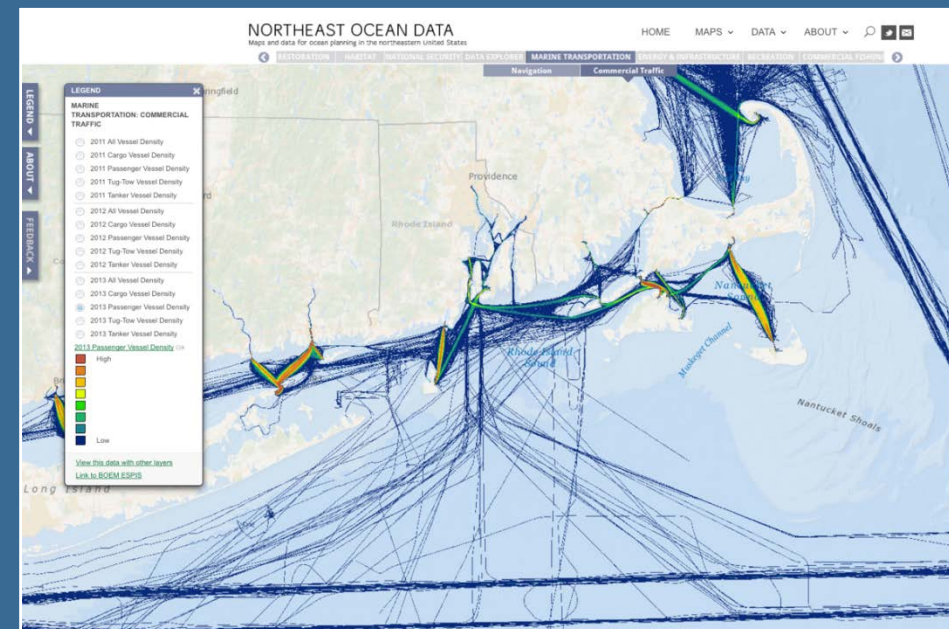 NORTHEAST OCEAN DATA
Maps and data for ocean planning in the northeastern United States
HOME MAPS DATA ABOUT
RESTORATION HABITAT NATIONAL SECURITY DATA EXPLORER MARINE TRANSPORTATION ENERGY & INFRASTRUCTURE RECREATION COMMERCIAL FISHING
Navigation Commercial Traffic
LEGEND
ABOUT
FEEDBACK
LEGEND
MARINE
TRANSPORTATION: COMMERCIAL
TRAFFIC
2011 All Vessel Density
2011 Cargo Vessel Density
2011 Passenger Vessel Density
2011 Tug-Tow Vessel Density
2011 Tanker Vessel Density
2012 All Vessel Density
2012 Cargo Vessel Density
2012 Passenger Vessel Density
2012 Tug-Tow Vessel Density
2012 Tanker Vessel Density
2013 All Vessel Density
2013 Cargo Vessel Density
2013 Passenger Vessel Density
2013 Tug-Tow Vessel Density
2013 Tanker Vessel Density
2013 Passenger Vessel Density
High
Low
View this data with other layers
Link to BOEM ESPIS
Providence
Rhode Island
Rhode Island
Sound
Nantucket
Sound
Muskeget Channel
Nantucket Shoals
Long Island